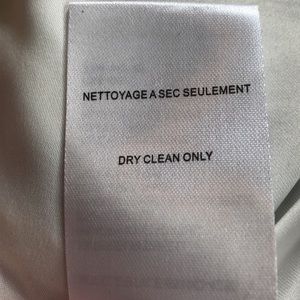 NETTOYAGE A SEC SEULEMENT
DRY CLEAN ONLY